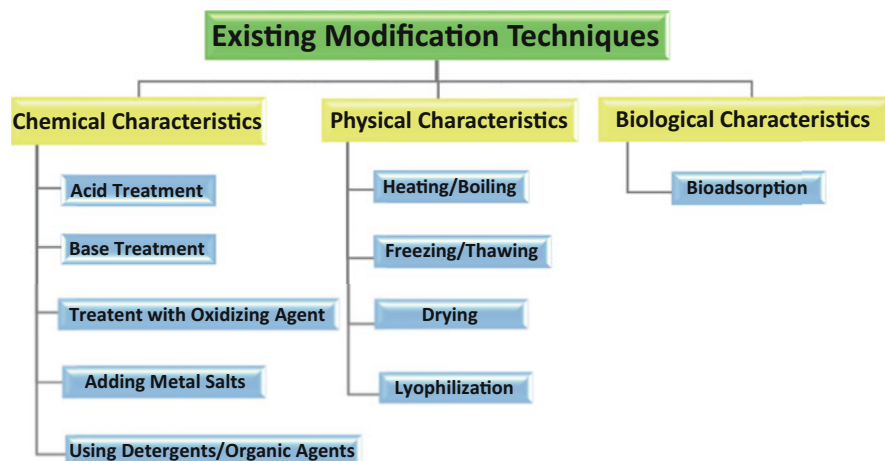 Existing Modification Techniques
Chemical Characteristics
Acid Treatment
Base Treatment
Treatent with Oxidizing Agent
Adding Metal Salts
Using Detergents/Organic Agents
Physical Characteristics
Heating/Boiling
Freezing/Thawing
Drying
Lyophilization
Biological Characteristics
Bioadsorption